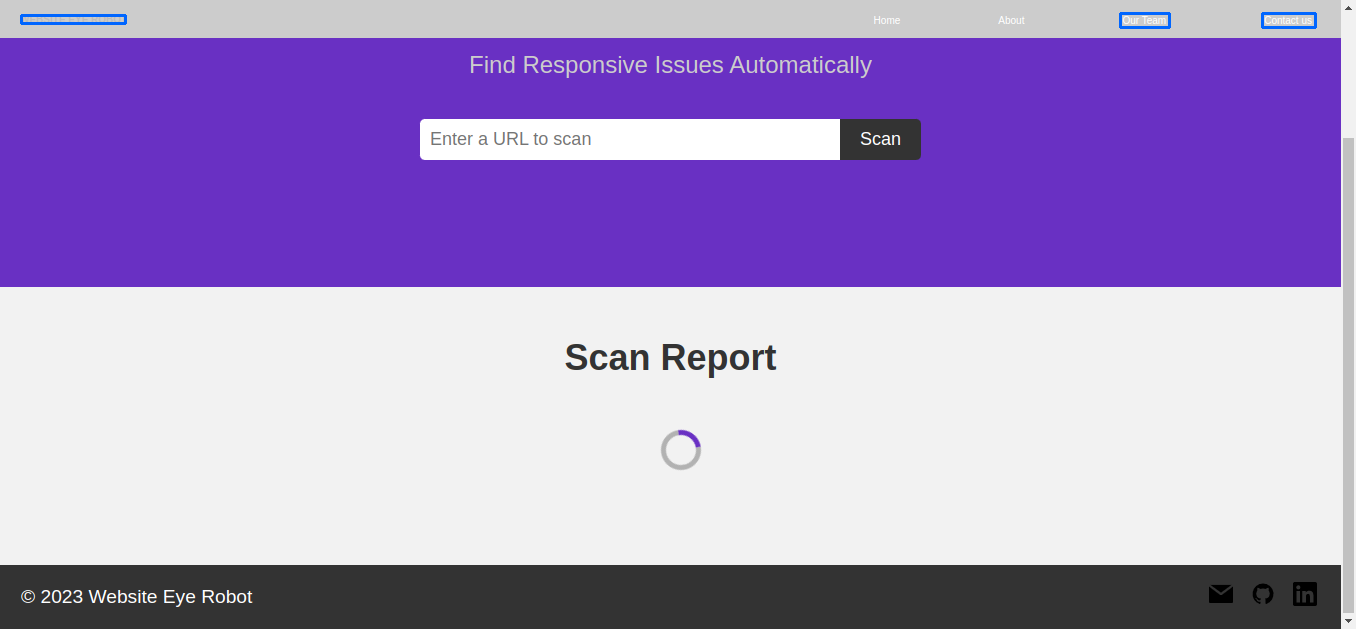 Home
About
Our Team
Contact us
Find Responsive Issues Automatically
Enter a URL to scan
Scan
Scan Report
© 2023 Website Eye Robot
in